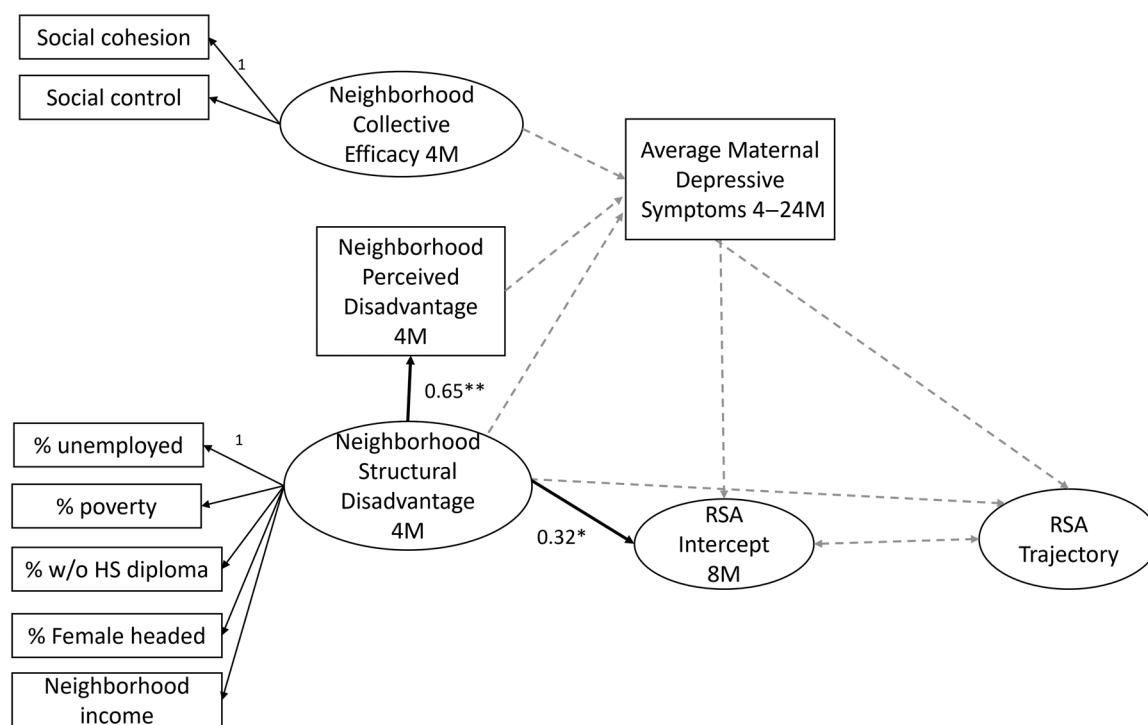 Social cohesion
1
Social control
Neighborhood
Collective
Efficacy 4M
Average Maternal
Depressive
Symptoms 4–24M
Neighborhood
Perceived
Disadvantage
4M
0.65**
% unemployed
1
% poverty
% w/o HS diploma
% Female headed
Neighborhood
income
Neighborhood
Structural
Disadvantage
4M
0.32*
RSA
Intercept
8M
RSA
Trajectory